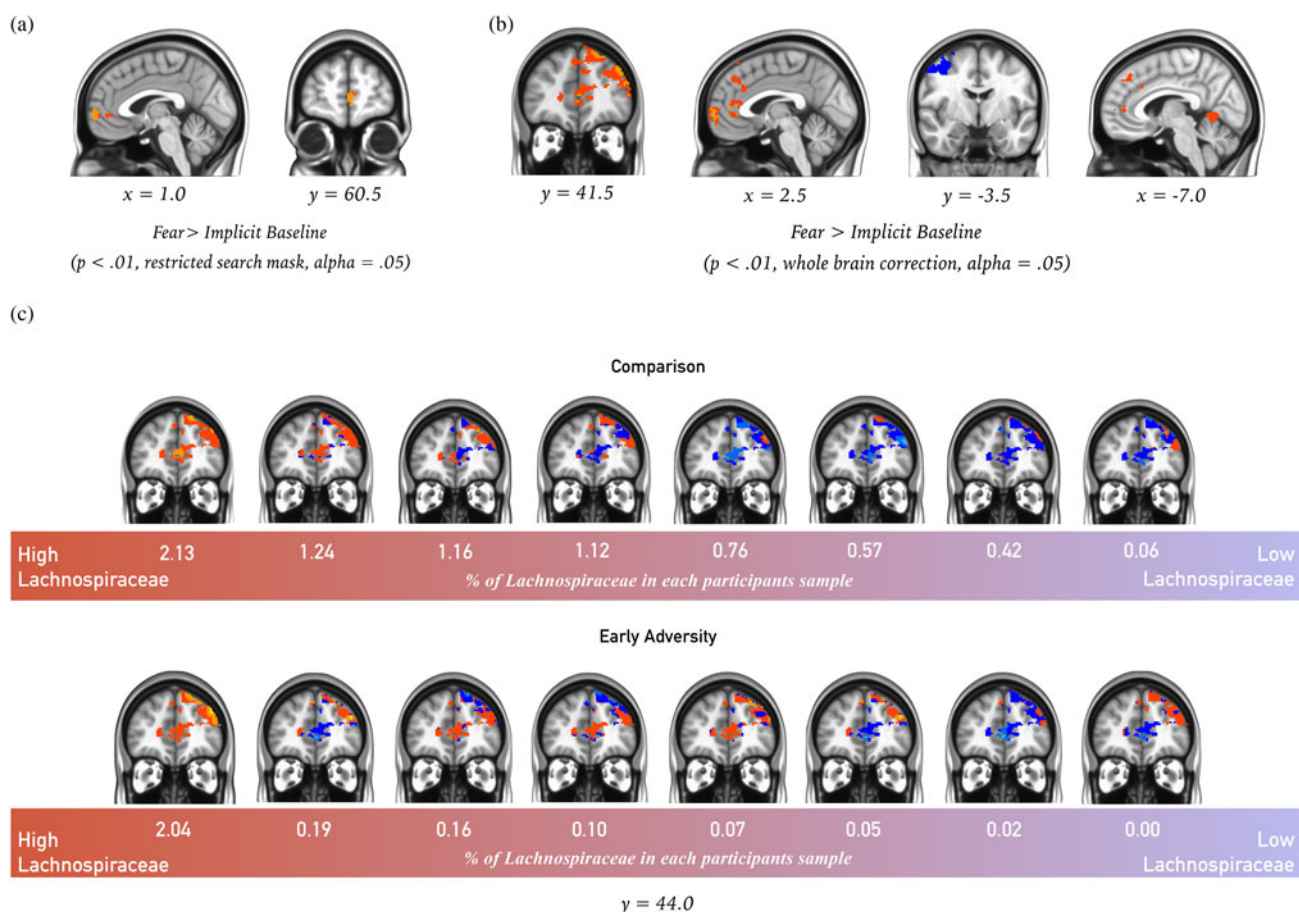 (a)
(b)
x = 1.0
y = 60.5
y = 41.5
x = 2.5
y = -3.5
x = -7.0
Fear> Implicit Baseline
(p < .01, restricted search mask, alpha = .05)
Fear > Implicit Baseline
(p < .01, whole brain correction, alpha = .05)
(c)
Comparison
High Lachnospiraceae
2.13
1.24
1.16
1.12
0.76
0.57
0.42
0.06
Low Lachnospiraceae
% of Lachnospiraceae in each participants sample
Early Adversity
High Lachnospiraceae
2.04
0.19
0.16
0.10
0.07
0.05
0.02
0.00
Low Lachnospiraceae
% of Lachnospiraceae in each participants sample
y = 44.0